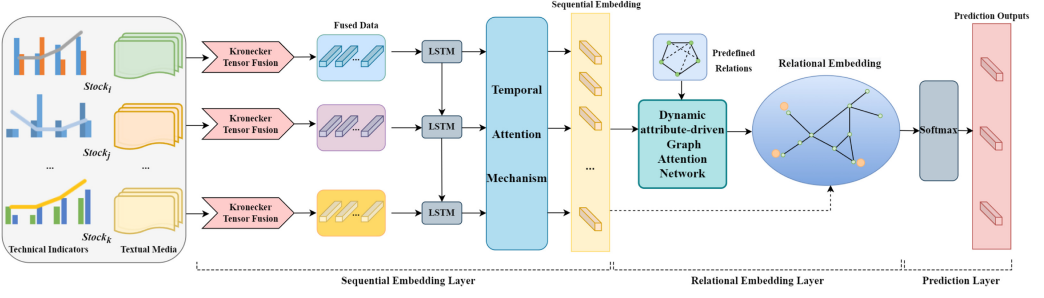 Sequential Embedding
Prediction Outputs
Fused Data
Kronecker
Tensor Fusion
LSTM
Stock_i
Predefined
Relations
Relational Embedding
Temporal
Attention
Mechanism
Kronecker
Tensor Fusion
LSTM
Stock_j
Dynamic
attribute-driven
Graph
Attention
Network
Softmax
...
...
...
Kronecker
Tensor Fusion
LSTM
Stock_k
Technical Indicators
Textual Media
Sequential Embedding Layer
Relational Embedding Layer
Prediction Layer